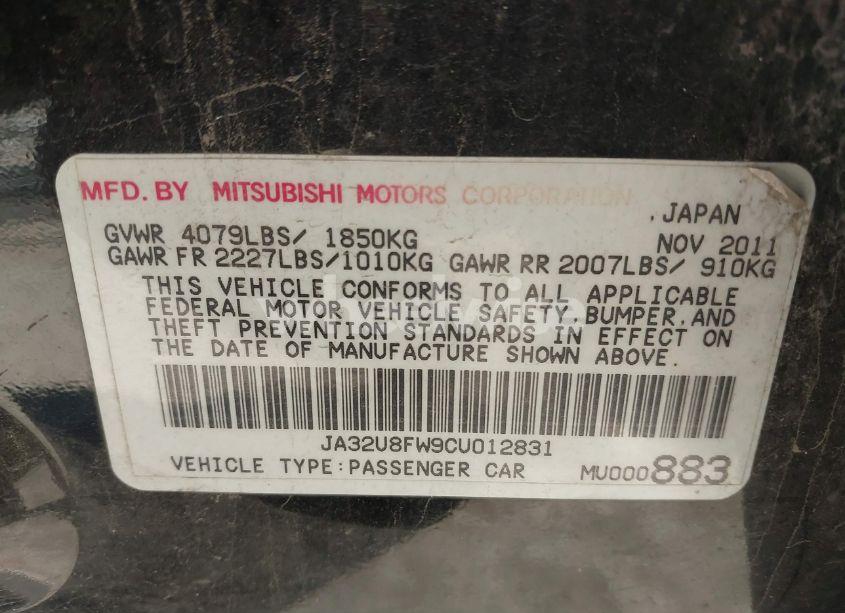 MFD. BY MITSUBISHI MOTORS CORPORATION
, JAPAN
GVWR 4079LBS/ 1850KG NOV 2011
GAWR FR 2227LBS/1010KG GAWR RR 2007LBS/ 910KG
THIS VEHICLE CONFORMS TO ALL APPLICABLE
FEDERAL MOTOR VEHICLE SAFETY, BUMPER, AND
THEFT PREVENTION STANDARDS IN EFFECT ON
THE DATE OF MANUFACTURE SHOWN ABOVE.
JA32U8FW9CU012831
VEHICLE TYPE:PASSENGER CAR MU000883